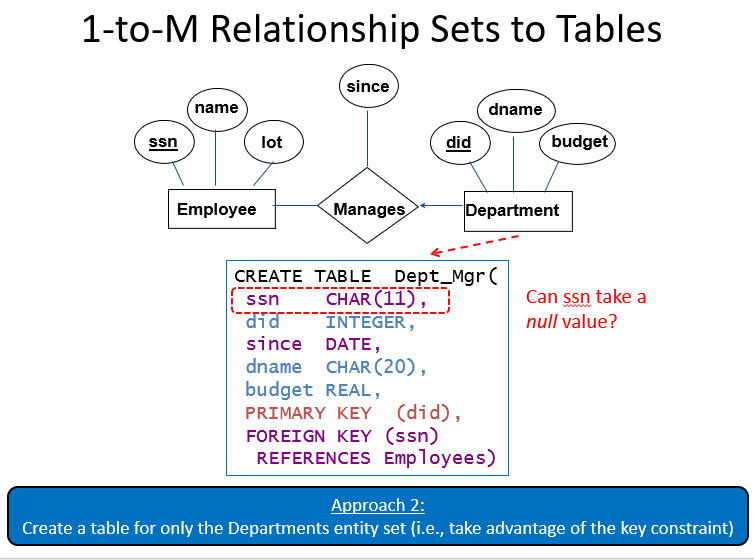 1-to-M Relationship Sets to Tables
since
name
dname
ssn
lot
did
budget
Employee
Manages
Department
CREATE TABLE Dept_Mgr(
ssn CHAR(11),
did INTEGER,
since DATE,
dname CHAR(20),
budget REAL,
PRIMARY KEY (did),
FOREIGN KEY (ssn)
REFERENCES Employees)
Can ssn take a
null value?
Approach 2:
Create a table for only the Departments entity set (i.e., take advantage of the key constraint)